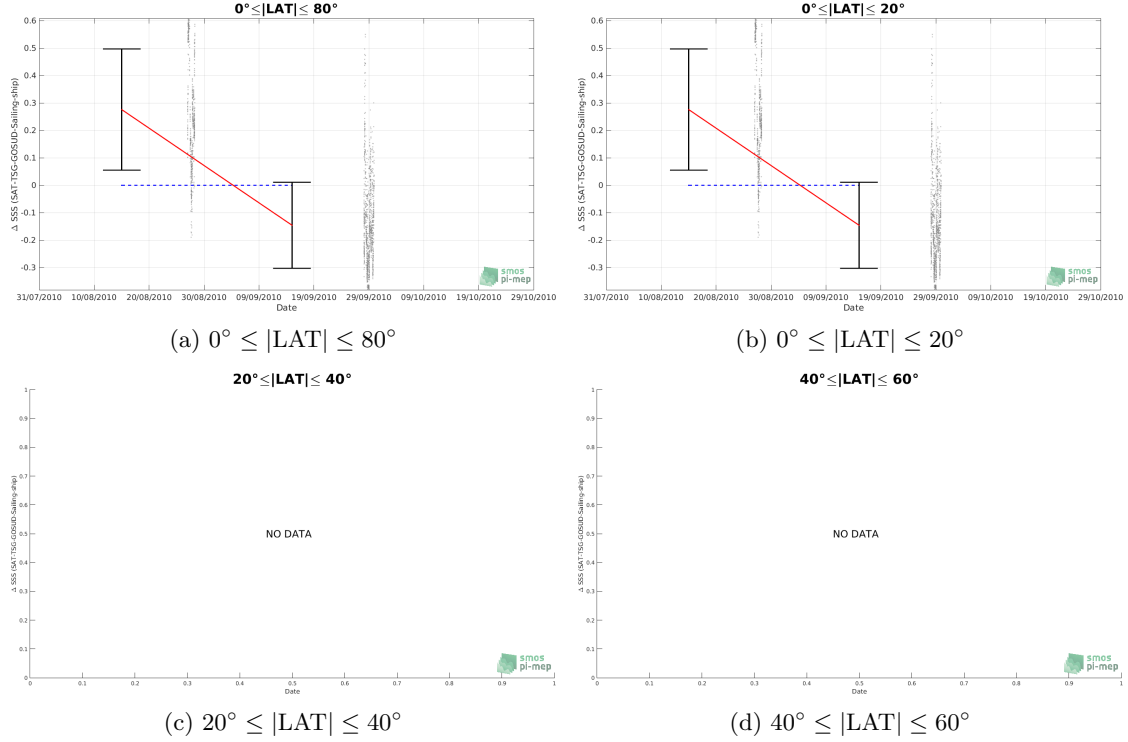 0°≤|LAT|≤ 80°
Δ SSS (SAT-TSG-GOSUD-Sailing-ship)
0.6
0.5
0.4
0.3
0.2
0.1
0
-0.1
-0.2
-0.3
31/07/2010 10/08/2010 20/08/2010 30/08/2010 09/09/2010 19/09/2010 29/09/2010 09/10/2010 19/10/2010 29/10/2010
Date
smos
pi-mep
(a) 0° ≤ |LAT| ≤ 80°
0°≤|LAT|≤ 20°
Δ SSS (SAT-TSG-GOSUD-Sailing-ship)
0.6
0.5
0.4
0.3
0.2
0.1
0
-0.1
-0.2
-0.3
31/07/2010 10/08/2010 20/08/2010 30/08/2010 09/09/2010 19/09/2010 29/09/2010 09/10/2010 19/10/2010 29/10/2010
Date
smos
pi-mep
(b) 0° ≤ |LAT| ≤ 20°
20°≤|LAT|≤ 40°
Δ SSS (SAT-TSG-GOSUD-Sailing-ship)
1
0.9
0.8
0.7
0.6
0.5
0.4
0.3
0.2
0.1
0
NO DATA
0 0.1 0.2 0.3 0.4 0.5 0.6 0.7 0.8 0.9 1
Date
smos
pi-mep
(c) 20° ≤ |LAT| ≤ 40°
40°≤|LAT|≤ 60°
Δ SSS (SAT-TSG-GOSUD-Sailing-ship)
1
0.9
0.8
0.7
0.6
0.5
0.4
0.3
0.2
0.1
0
NO DATA
0 0.1 0.2 0.3 0.4 0.5 0.6 0.7 0.8 0.9 1
Date
smos
pi-mep
(d) 40° ≤ |LAT| ≤ 60°